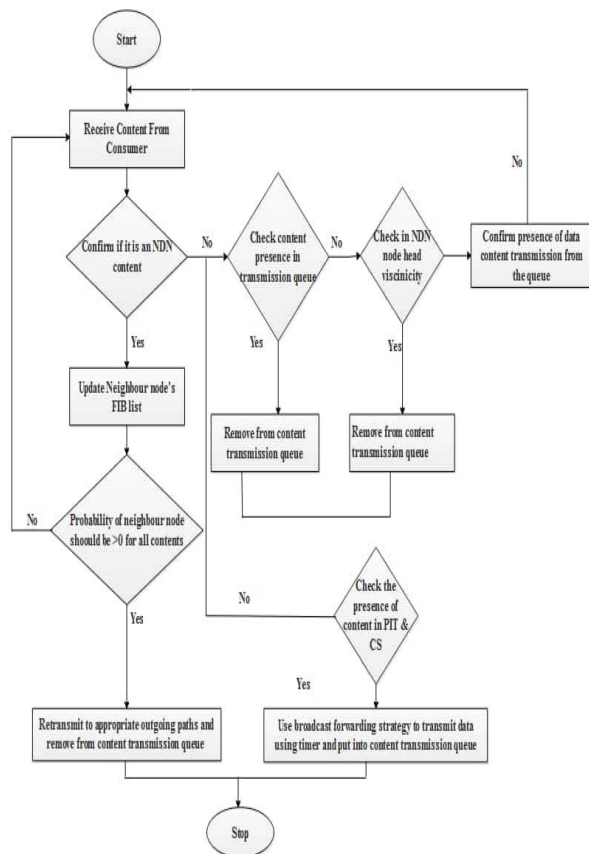 Start
Receive Content From
Consumer
No
Confirm if it is an NDN
content
No
Check content
presence in
transmission queue
No
Check in NDN
node head
viscinicity
Confirm presence of data
content transmission from
the queue
Yes
Yes
Yes
Update Neighbour node's
FIB list
Remove from content
transmission queue
Remove from content
transmission queue
No
Probability of neighbour node
shoould be >0 for all contents
Yes
No
Check the
presence of
content in PIT &
CS
Yes
Retransmit to appropriate outgoing paths and
remove from content transmission queue
Use broadcast forwarding strategy to transmit data
using timer and put into content transmission queue
Stop